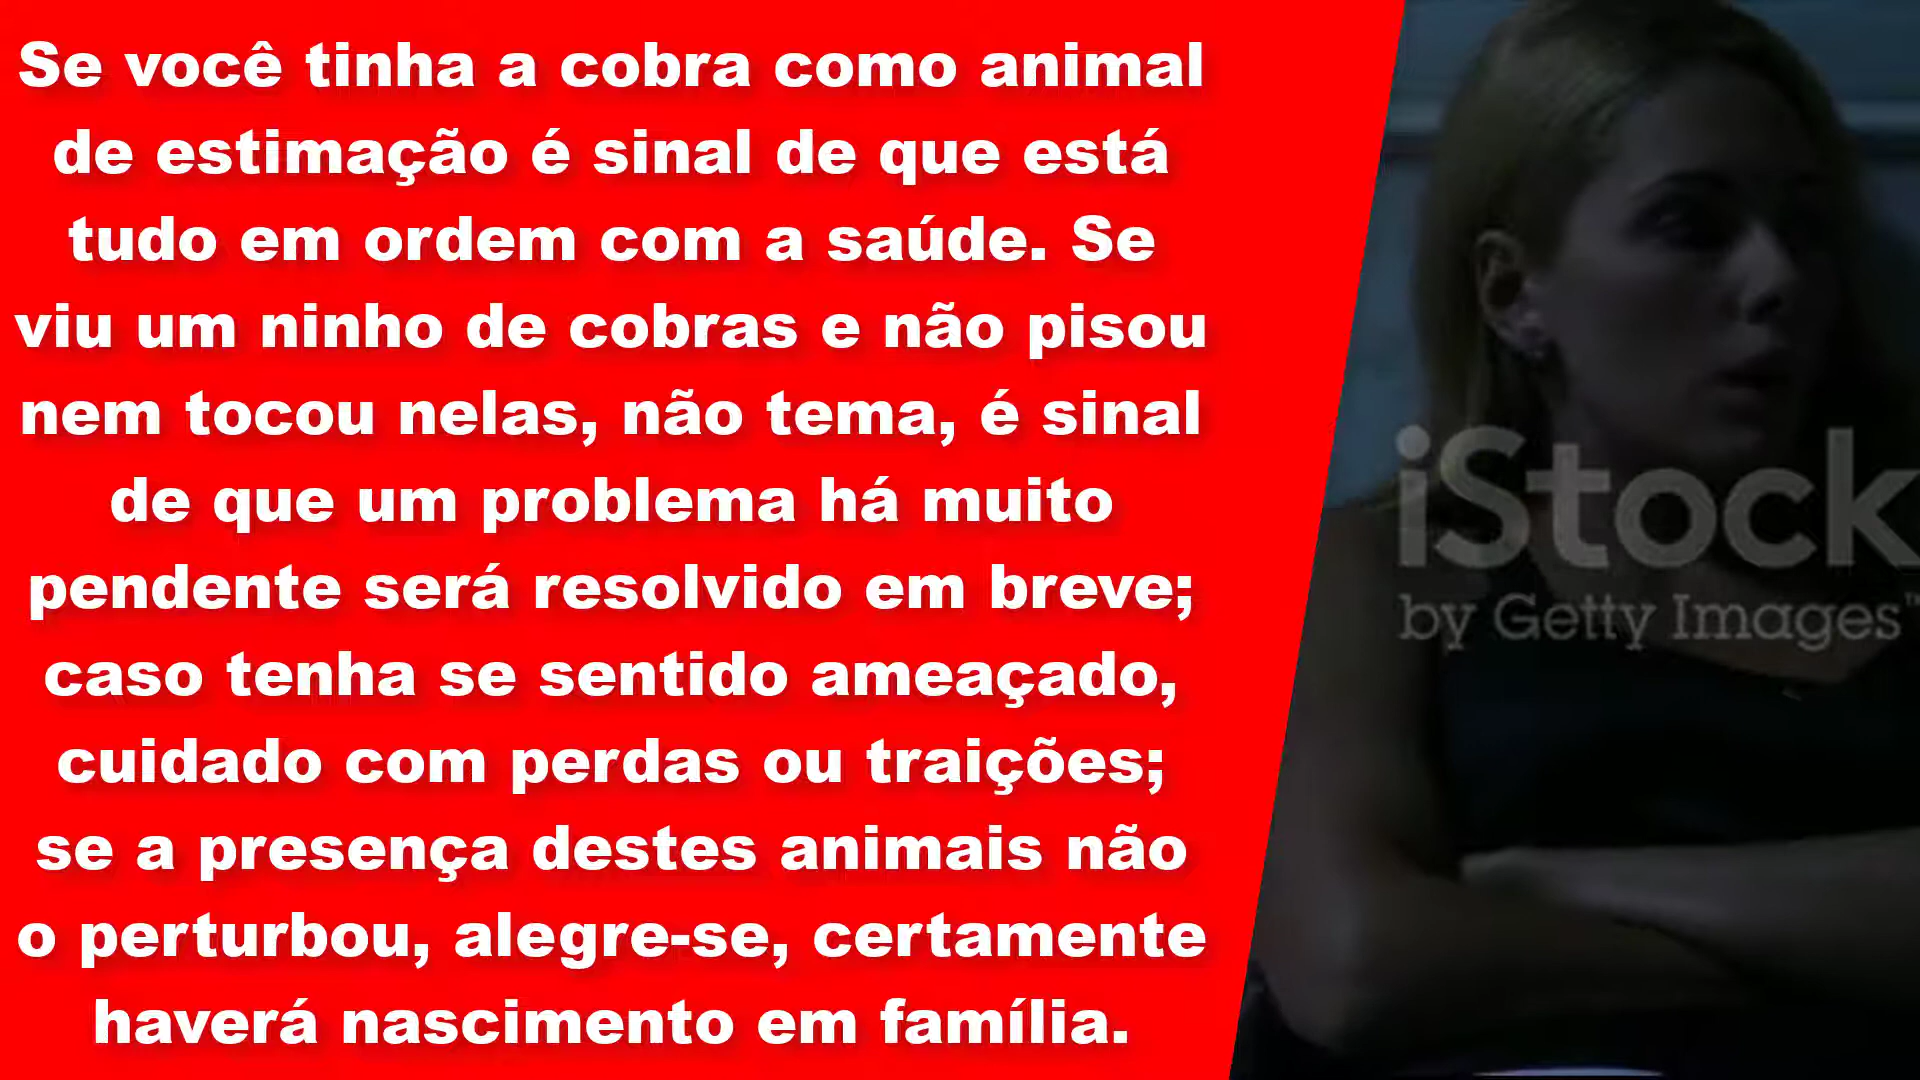 Se você tinha a cobra como animal
de estimação é sinal de que está
tudo em ordem com a saúde. Se
viu um ninho de cobras e não pisou
nem tocou nelas, não tema, é sinal
de que um problema há muito
pendente será resolvido em breve;
caso tenha se sentido ameaçado,
cuidado com perdas ou traições;
se a presença destes animais não
o perturbou, alegre-se, certamente
haverá nascimento em família.
iStock
by Getty Images™